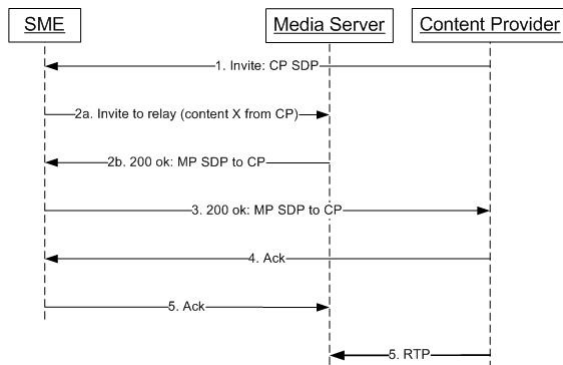 SME
Media Server
Content Provider
1. Invite: CP SDP
2a. Invite to relay (content X from CP)
2b. 200 ok: MP SDP to CP
3. 200 ok: MP SDP to CP
4. Ack
5. Ack
5. RTP